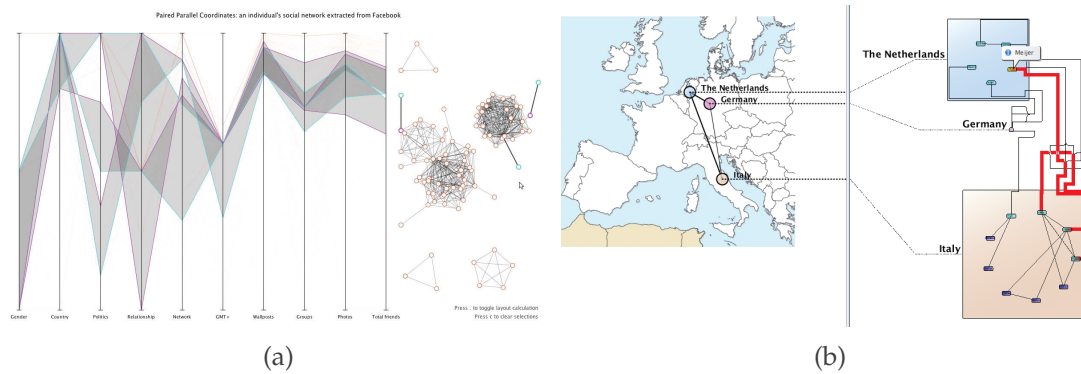 Paired Parallel Coordinates: an individual's social network extracted from Facebook
Gender Country Politics Relationship Network GMT+ Wallposts Groups Photos Total friends
Press . to toggle layout calculation
Press c to clear selections
(a)
The Netherlands
Germany
Italy
The Netherlands
Meijer
Germany
Italy
(b)